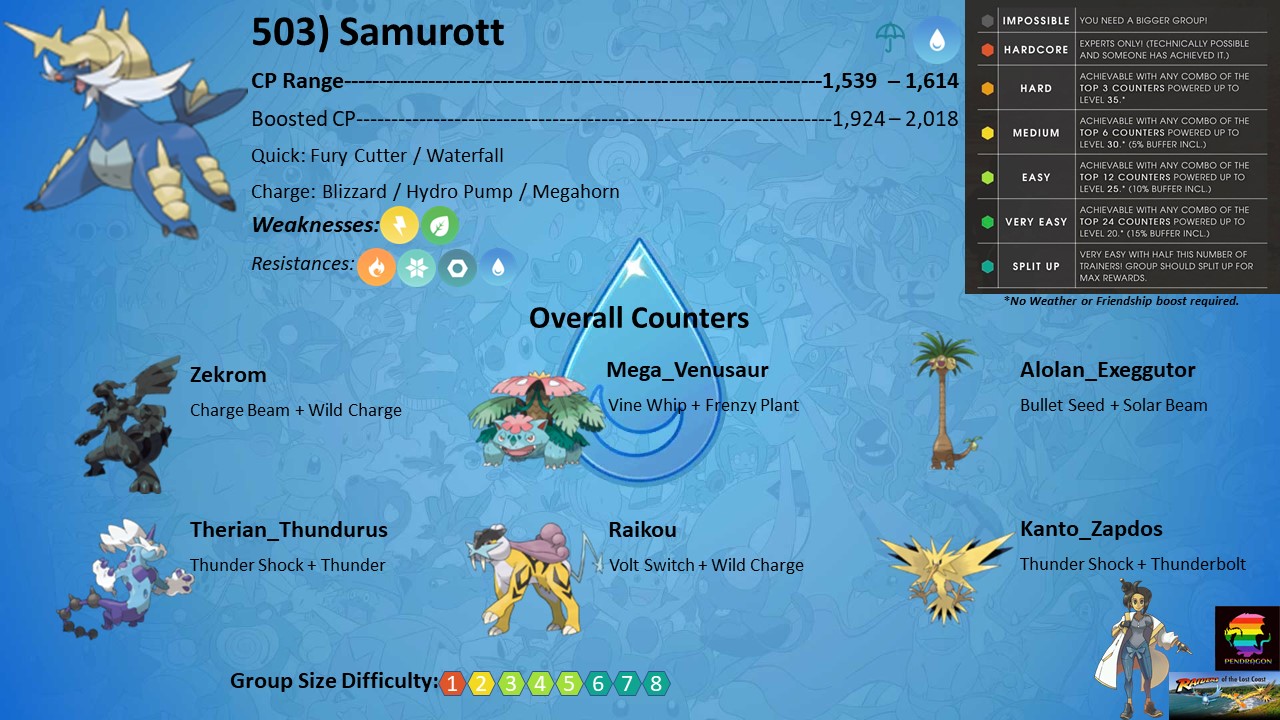 503) Samurott
CP Range---1,539 – 1,614
Boosted CP---1,924 – 2,018
Quick: Fury Cutter / Waterfall
Charge: Blizzard / Hydro Pump / Megahorn
Weaknesses:
Resistances:
IMPOSSIBLE YOU NEED A BIGGER GROUP!
HARDCORE EXPERTS ONLY! (TECHNICALLY POSSIBLE
AND SOMEONE HAS ACHIEVED IT.)
HARD ACHIEVABLE WITH ANY COMBO OF THE
TOP 3 COUNTERS POWERED UP TO
LEVEL 35.*
MEDIUM ACHIEVABLE WITH ANY COMBO OF THE
TOP 6 COUNTERS POWERED UP TO
LEVEL 30.* (5% BUFFER INCL.)
EASY ACHIEVABLE WITH ANY COMBO OF THE
TOP 12 COUNTERS POWERED UP TO
LEVEL 25.* (10% BUFFER INCL.)
VERY EASY ACHIEVABLE WITH ANY COMBO OF THE
TOP 24 COUNTERS POWERED UP TO
LEVEL 20.* (15% BUFFER INCL.)
SPLIT UP VERY EASY WITH HALF THIS NUMBER OF
TRAINERS! GROUP SHOULD SPLIT UP FOR
MAX REWARDS.
*No Weather or Friendship boost required.
Overall Counters
Zekrom
Charge Beam + Wild Charge
Mega_Venusaur
Vine Whip + Frenzy Plant
Alolan_Exeggutor
Bullet Seed + Solar Beam
Therian_Thundurus
Thunder Shock + Thunder
Raikou
Volt Switch + Wild Charge
Kanto_Zapdos
Thunder Shock + Thunderbolt
Group Size Difficulty: 1 2 3 4 5 6 7 8
PENDRAGON
RAIDERS of the Lost Coast